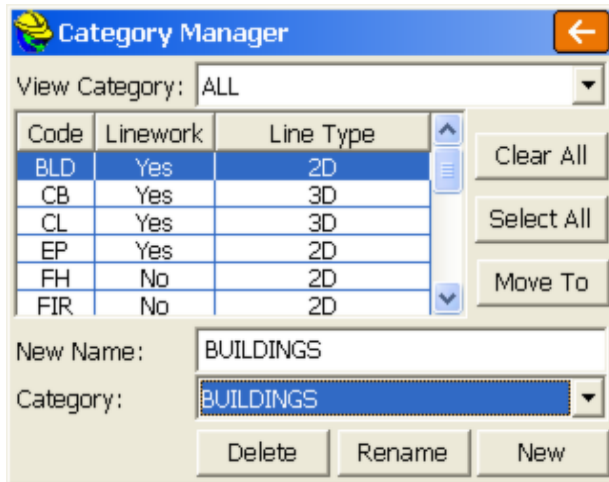 Category Manager
View Category: ALL
Code Linework Line Type
BLD Yes 2D
CB Yes 3D
CL Yes 3D
EP Yes 2D
FH No 2D
FIR No 2D
Clear All
Select All
Move To
New Name: BUILDINGS
Category: BUILDINGS
Delete Rename New